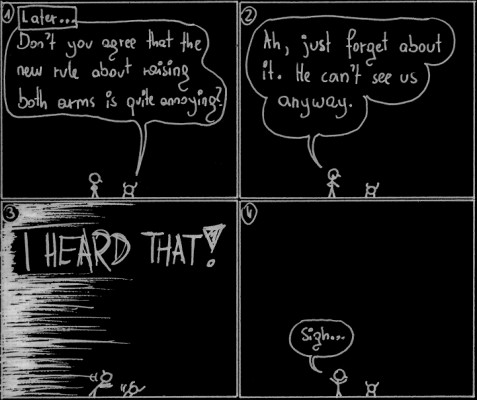 1
Later...
Don't you agree that the
new rule about raising
both arms is quite annoying?
2
Ah, just forget about
it. He can't see us
anyway.
3
I HEARD THAT!
4
Sigh...